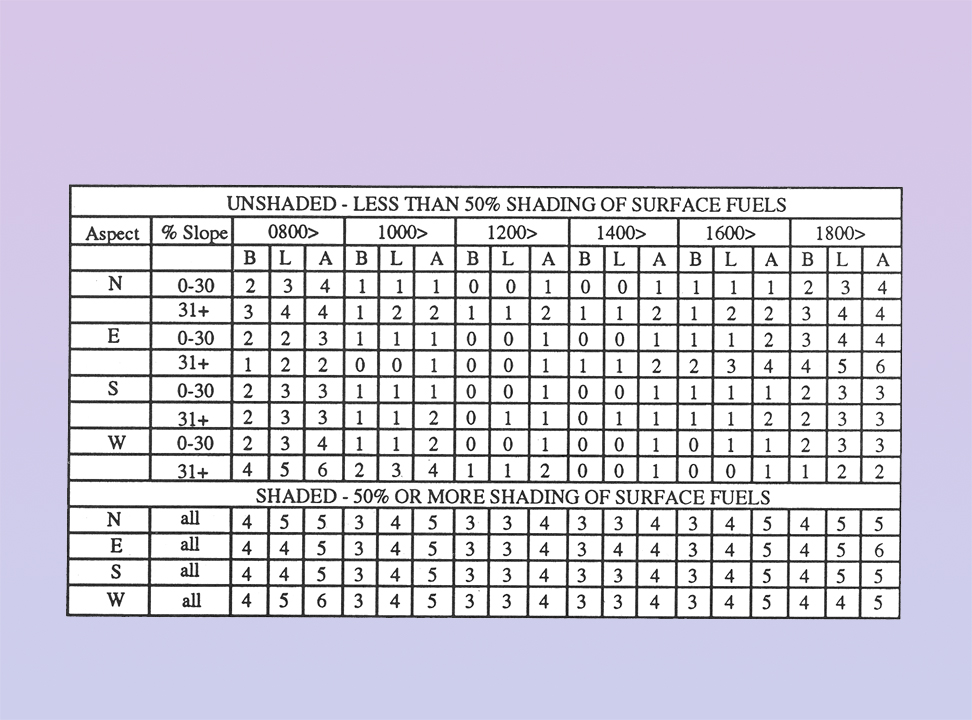 UNSHADED - LESS THAN 50% SHADING OF SURFACE FUELS
Aspect % Slope 0800> 1000> 1200> 1400> 1600> 1800>
B L A B L A B L A B L A B L A B L A
N 0-30 2 3 4 1 1 1 0 0 1 0 0 1 1 1 1 2 3 4
31+ 3 4 4 1 2 2 1 1 2 1 1 2 1 2 2 3 4 4
E 0-30 2 2 3 1 1 1 0 0 1 0 0 1 1 1 2 3 4 4
31+ 1 2 2 0 0 1 0 0 1 1 1 2 2 3 4 4 5 6
S 0-30 2 3 3 1 1 1 0 0 1 0 0 1 1 1 1 2 3 3
31+ 2 3 3 1 1 2 0 1 1 0 1 1 1 1 2 2 3 3
W 0-30 2 3 4 1 1 2 0 0 1 0 0 1 0 1 1 2 3 3
31+ 4 5 6 2 3 4 1 1 2 0 0 1 0 0 1 1 2 2
SHADED - 50% OR MORE SHADING OF SURFACE FUELS
N all 4 5 5 3 4 5 3 3 4 3 3 4 3 4 5 4 5 5
E all 4 4 5 3 4 5 3 3 4 3 4 4 3 4 5 4 5 6
S all 4 4 5 3 4 5 3 3 4 3 3 4 3 4 5 4 5 5
W all 4 5 6 3 4 5 3 3 4 3 3 4 3 4 5 4 4 5